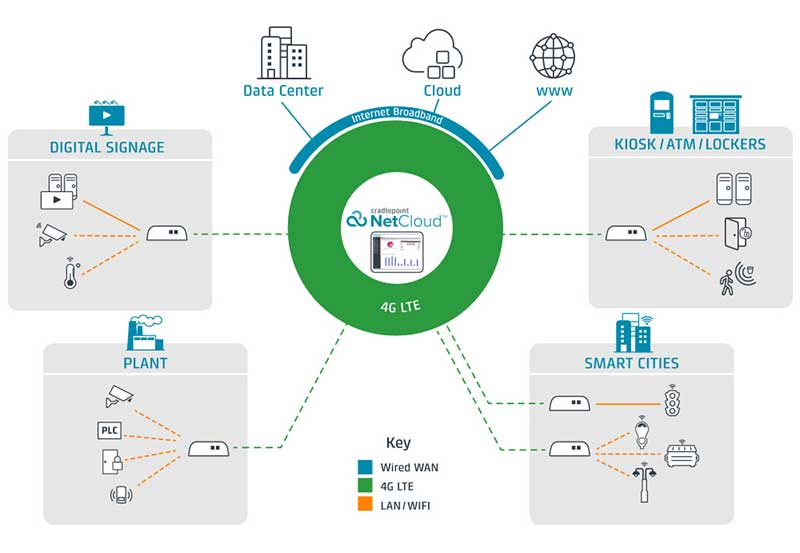 Data Center
Cloud
www
Internet Broadband
DIGITAL SIGNAGE
KIOSK / ATM / LOCKERS
cradlepoint
NetCloud™
4G LTE
PLANT
PLC
SMART CITIES
Key
Wired WAN
4G LTE
LAN/WIFI